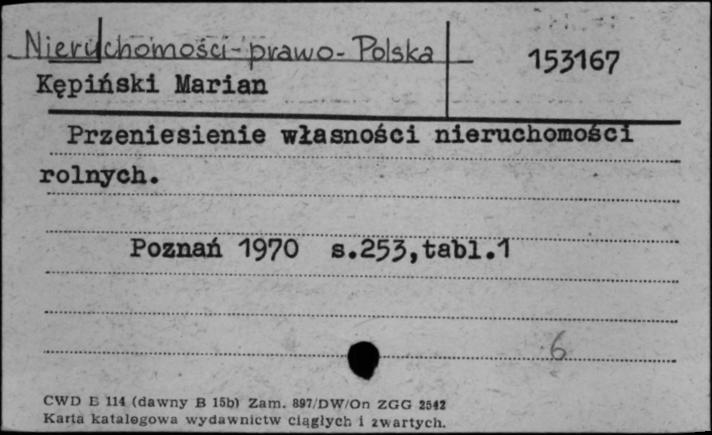 Nieruchomości - prawo - Polska
153167
Kępiński Marian
Przeniesienie własności nieruchomości
rolnych.
Poznań 1970 s.253,tabl.1
6
CWD E 114 (dawny B 15b) Zam. 897/DW/On ZGG 2542
Karta katalogowa wydawnictw ciągłych i zwartych.